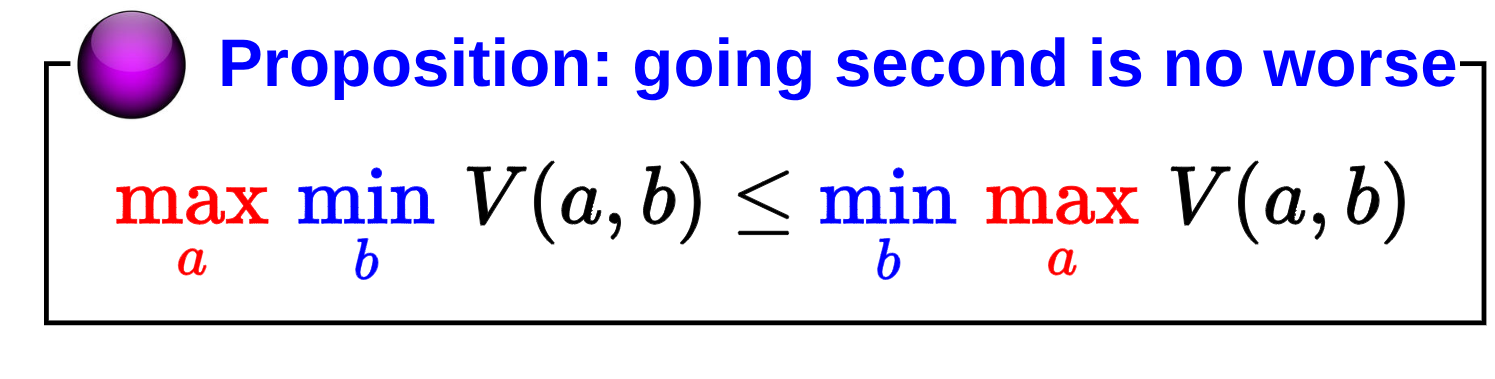 Proposition: going second is no worse
max min V(a, b) ≤ min max V(a, b)
a b b a